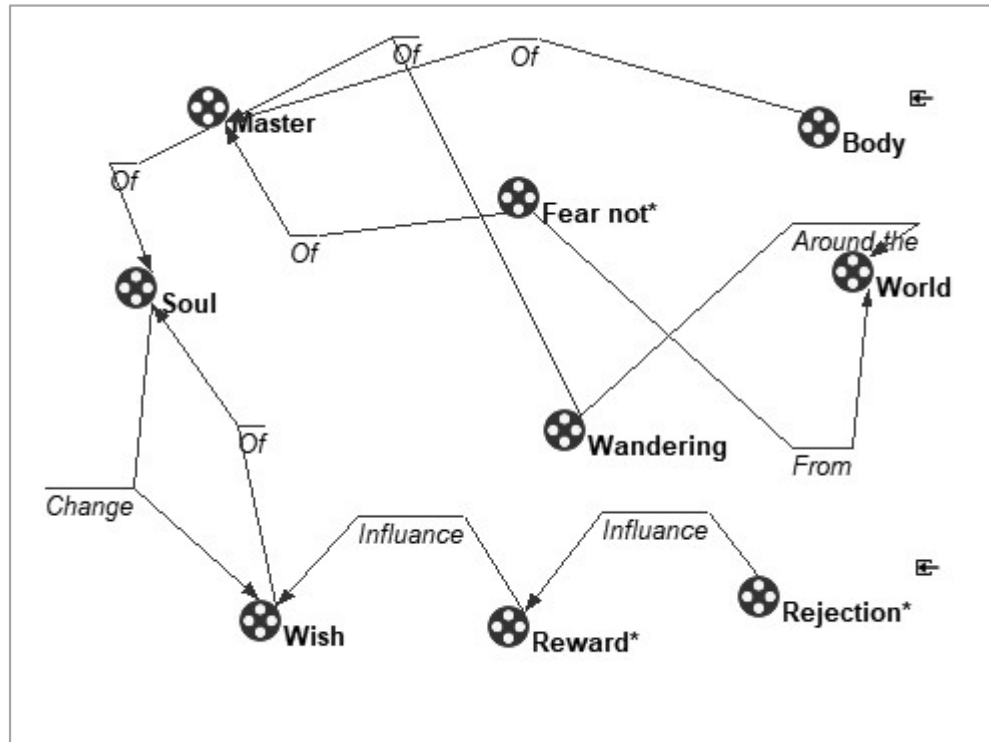 Of
Of
Master
Body
Of
Fear not*
Of
Around the
World
Soul
Of
Wandering
From
Change
Influance
Influance
Wish
Reward*
Rejection*